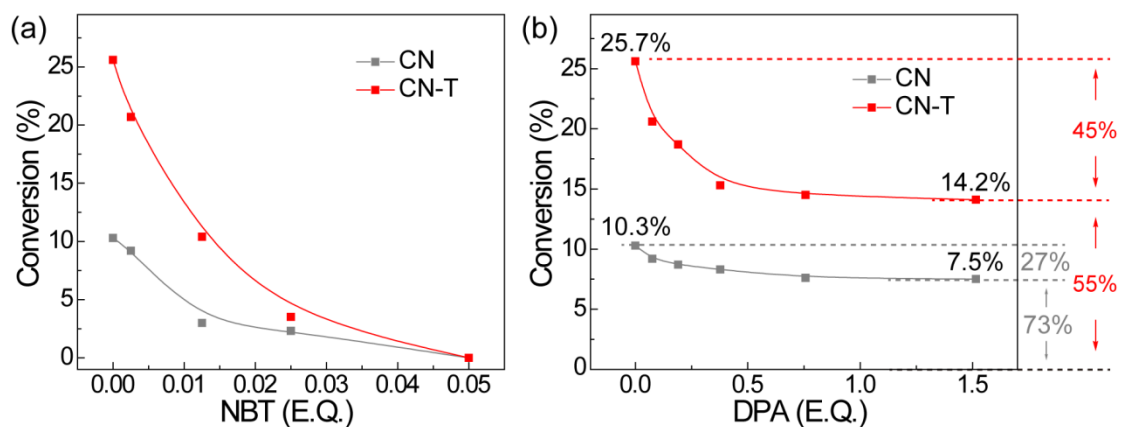 (a)
CN
CN-T
Conversion (%)
25
20
15
10
5
0
0.00 0.01 0.02 0.03 0.04 0.05
NBT (E.Q.)
(b)
25.7%
CN
CN-T
45%
14.2%
10.3%
7.5%
27%
55%
73%
Conversion (%)
25
20
15
10
5
0
0.0 0.5 1.0 1.5
DPA (E.Q.)